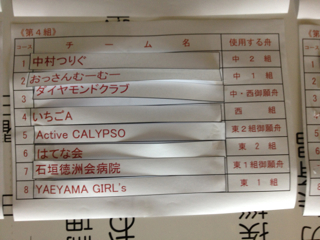 《第4組》
コース チーム名 使用する舟
1 中村つりぐ 中2組
2 おっさんむーむー 中1組
3 ダイヤモンドクラブ 中・西御願舟
4 いちごA 西組
5 Active CALYPSO 東2組御願舟
6 はてな会 東2組
7 石垣徳洲会病院 東1組御願舟
8 YAEYAMA GIRL's 東1組